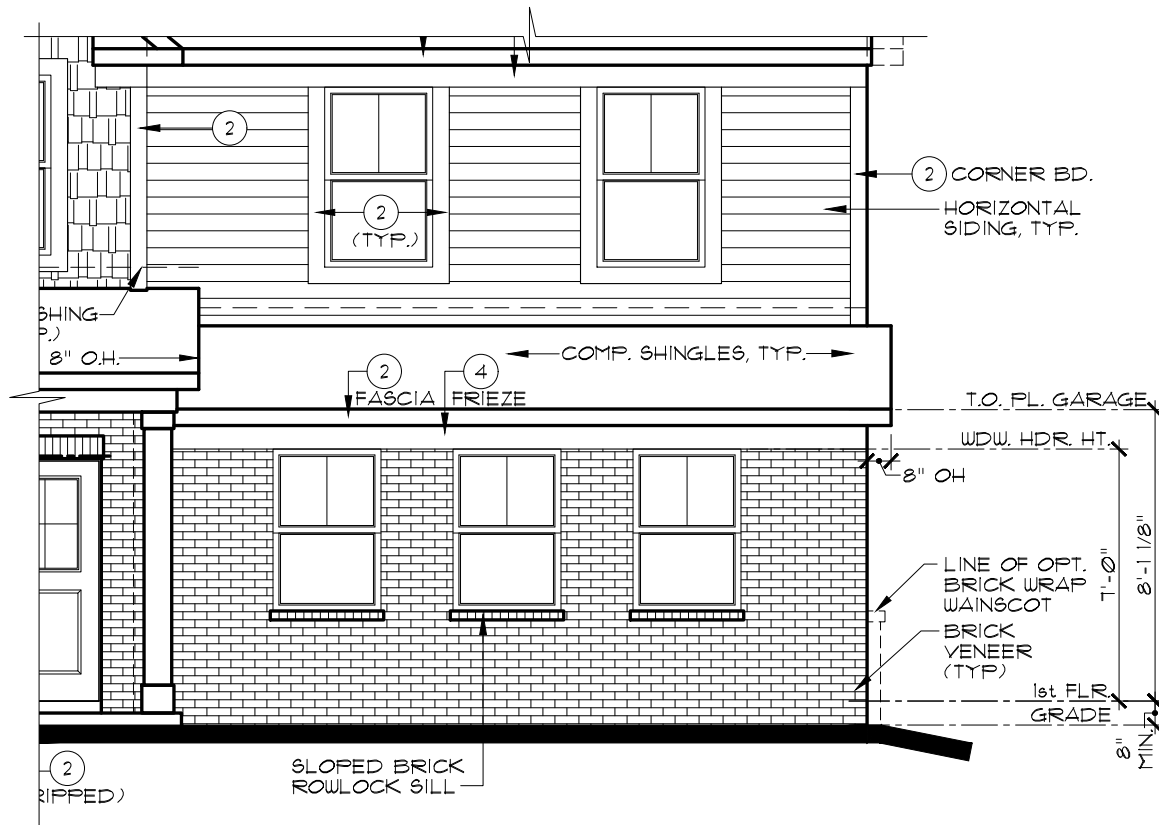 2
2 CORNER BD.
HORIZONTAL
SIDING, TYP.
2
(TYP.)
SHING
P.)
8" O.H.
COMP. SHINGLES, TYP.
2
FASCIA
4
FRIEZE
T.O. PL. GARAGE
WDW. HDR. HT.
8" OH
7'-0"
8'-1 1/8"
LINE OF OPT.
BRICK WRAP
WAINSCOT
BRICK
VENEER
(TYP)
1st FLR.
GRADE
8"
MIN.
2
RIPPED)
SLOPED BRICK
ROWLOCK SILL